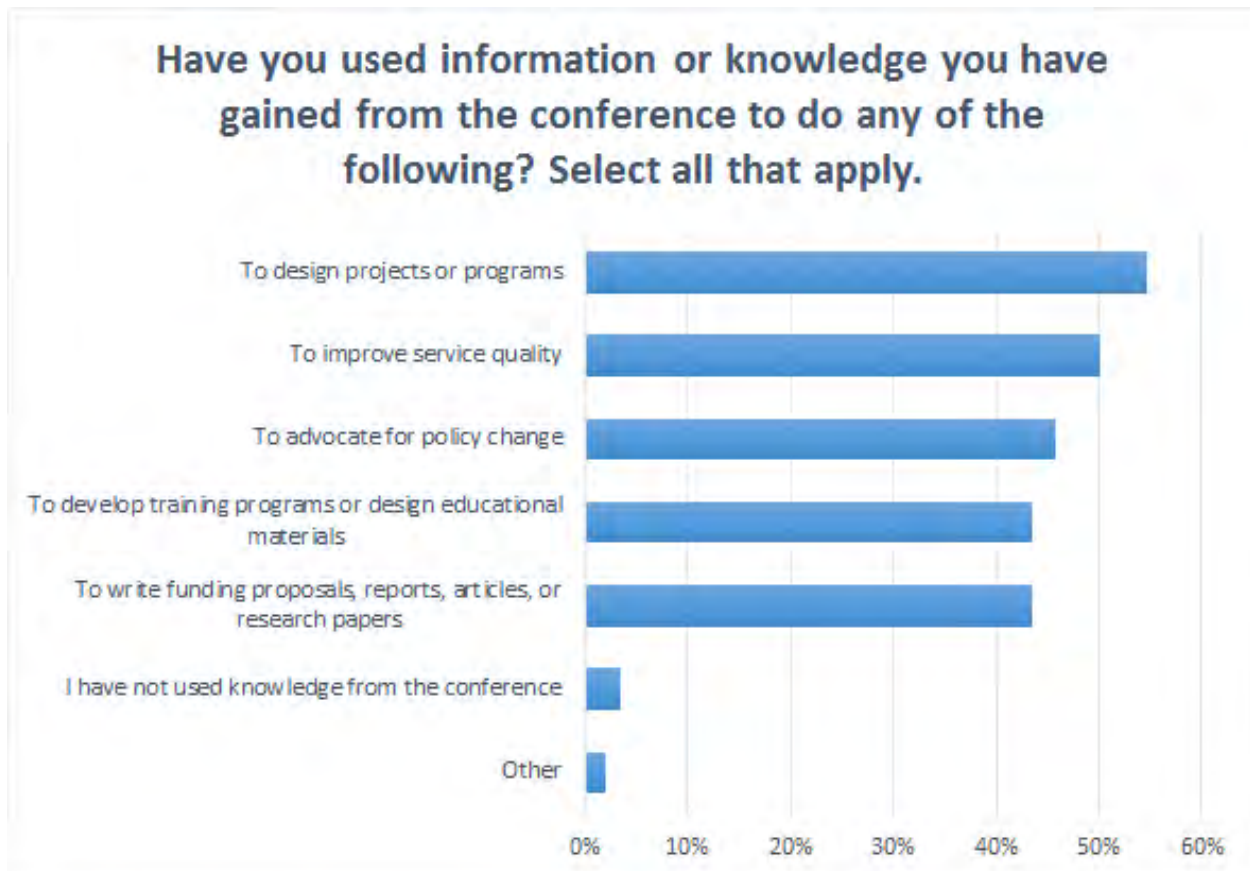 Have you used information or knowledge you have
gained from the conference to do any of the
following? Select all that apply.
To design projects or programs
To improve service quality
To advocate for policy change
To develop training programs or design educational
materials
To write funding proposals, reports, articles, or
research papers
I have not used knowledge from the conference
Other
0% 10% 20% 30% 40% 50% 60%